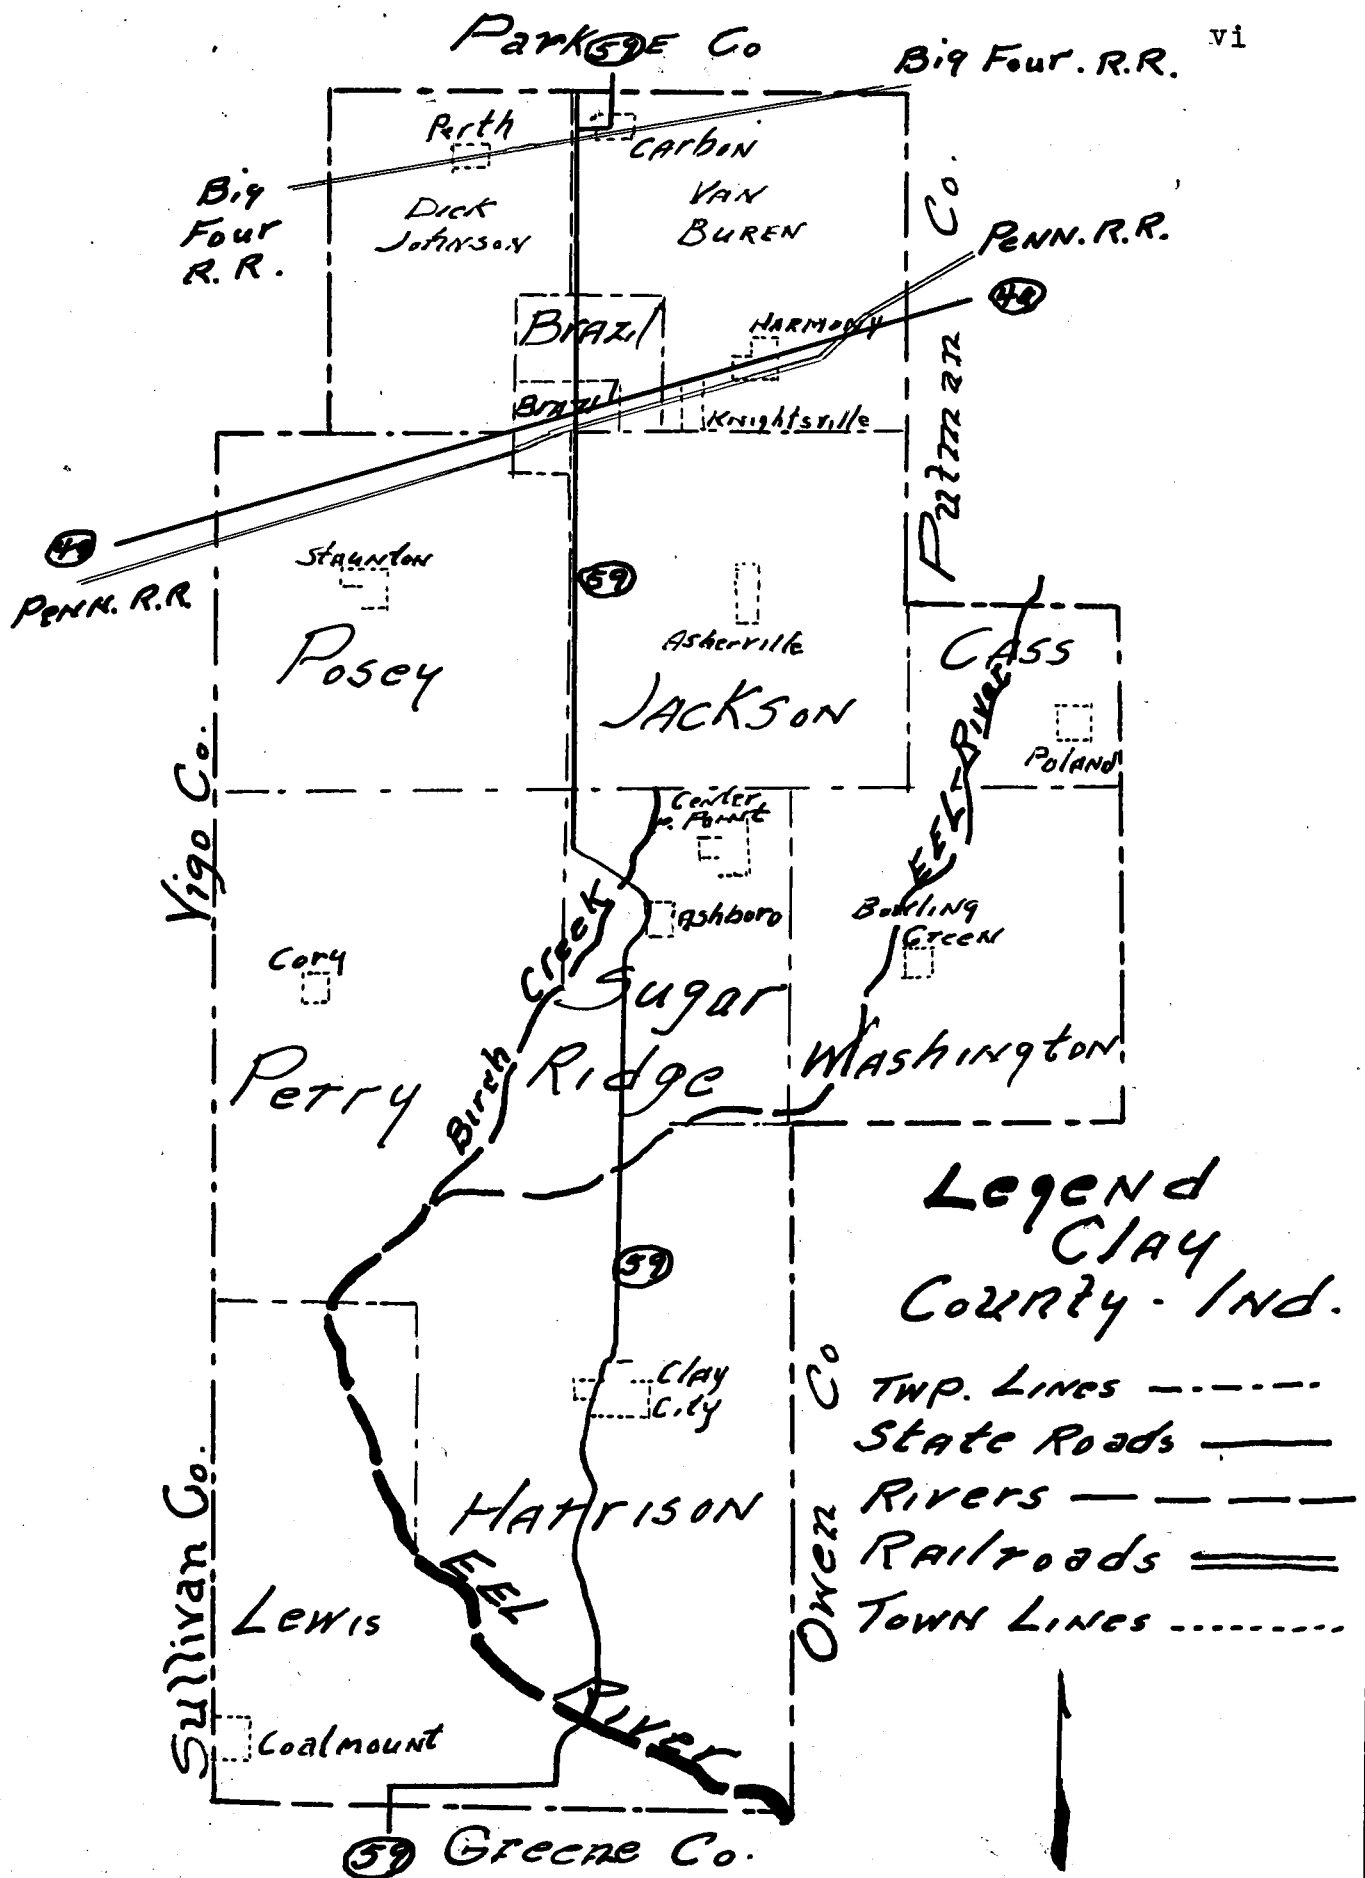 vi
Parke Co
59
Big Four. R.R.
Perth
Carbon
Big
Four
R. R.
Dick
Johnson
Van
Buren
Co.
Penn. R.R.
40
Brazil
Harmony
Brazil
Knightsville
Putman
40
Penn. R.R.
Staunton
59
Asherville
Posey
Jackson
Cass
Poland
Eel-River
Vigo Co.
Center
P. Point
Ashboro
Bowling
Green
Cory
Birch Creek
Sugar
Ridge
Perry
Washington
Legend
Clay
County - Ind.
59
Clay
City
Twp. Lines
State Roads
Rivers
Railroads
Town Lines
Owen Co
Harrison
Sullivan Co.
Lewis
Eel River
Coalmount
59
Greene Co.